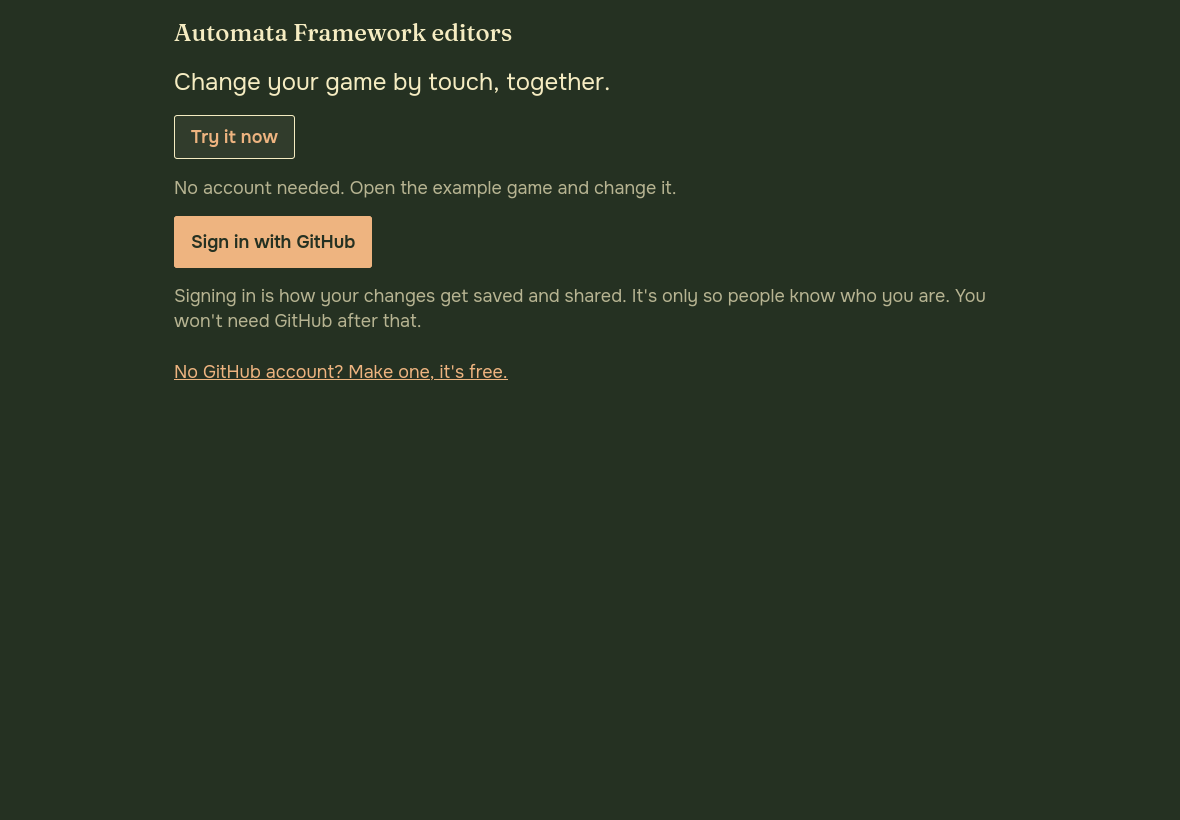 Automata Framework editors
Change your game by touch, together.
Try it now
No account needed. Open the example game and change it.
Sign in with GitHub
Signing in is how your changes get saved and shared. It's only so people know who you are. You
won't need GitHub after that.
No GitHub account? Make one, it's free.